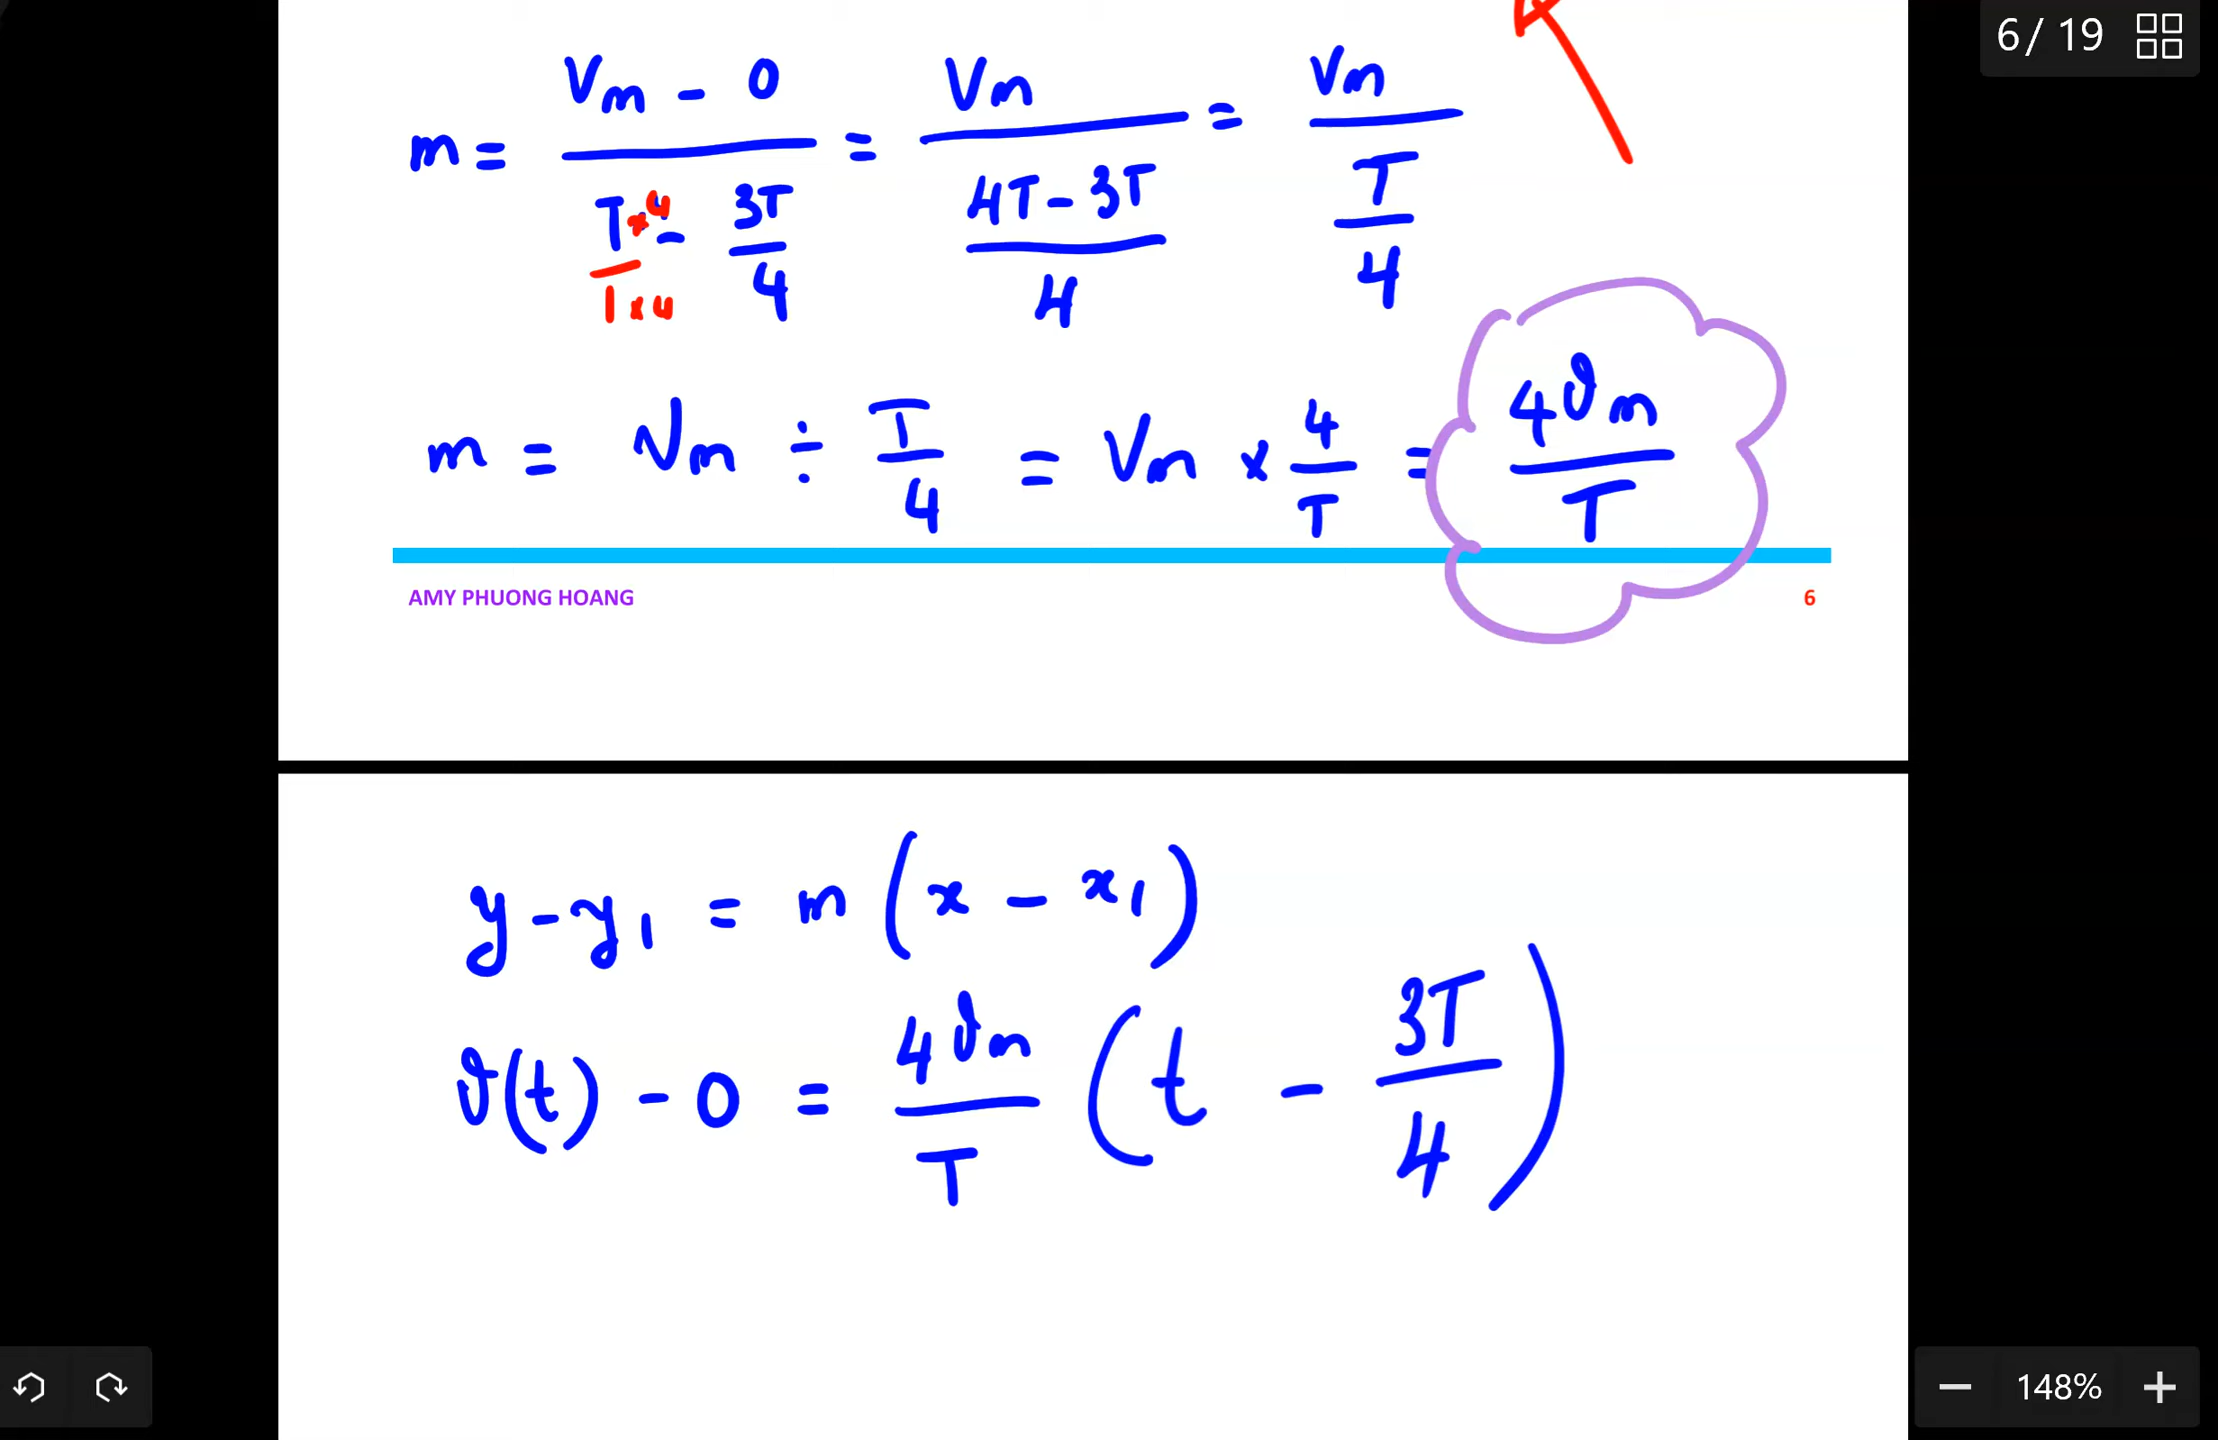 6/ 19
m = (Vm - 0)/((T×4)/(1×4) - 3T/4) = Vm/((4T - 3T)/4) = Vm/(T/4)
m = Vm ÷ T/4 = Vm × 4/T = 4vm/T
AMY PHUONG HOANG 6
y - y₁ = m(x - x₁)
v(t) - 0 = 4vm/T (t - 3T/4)
148%